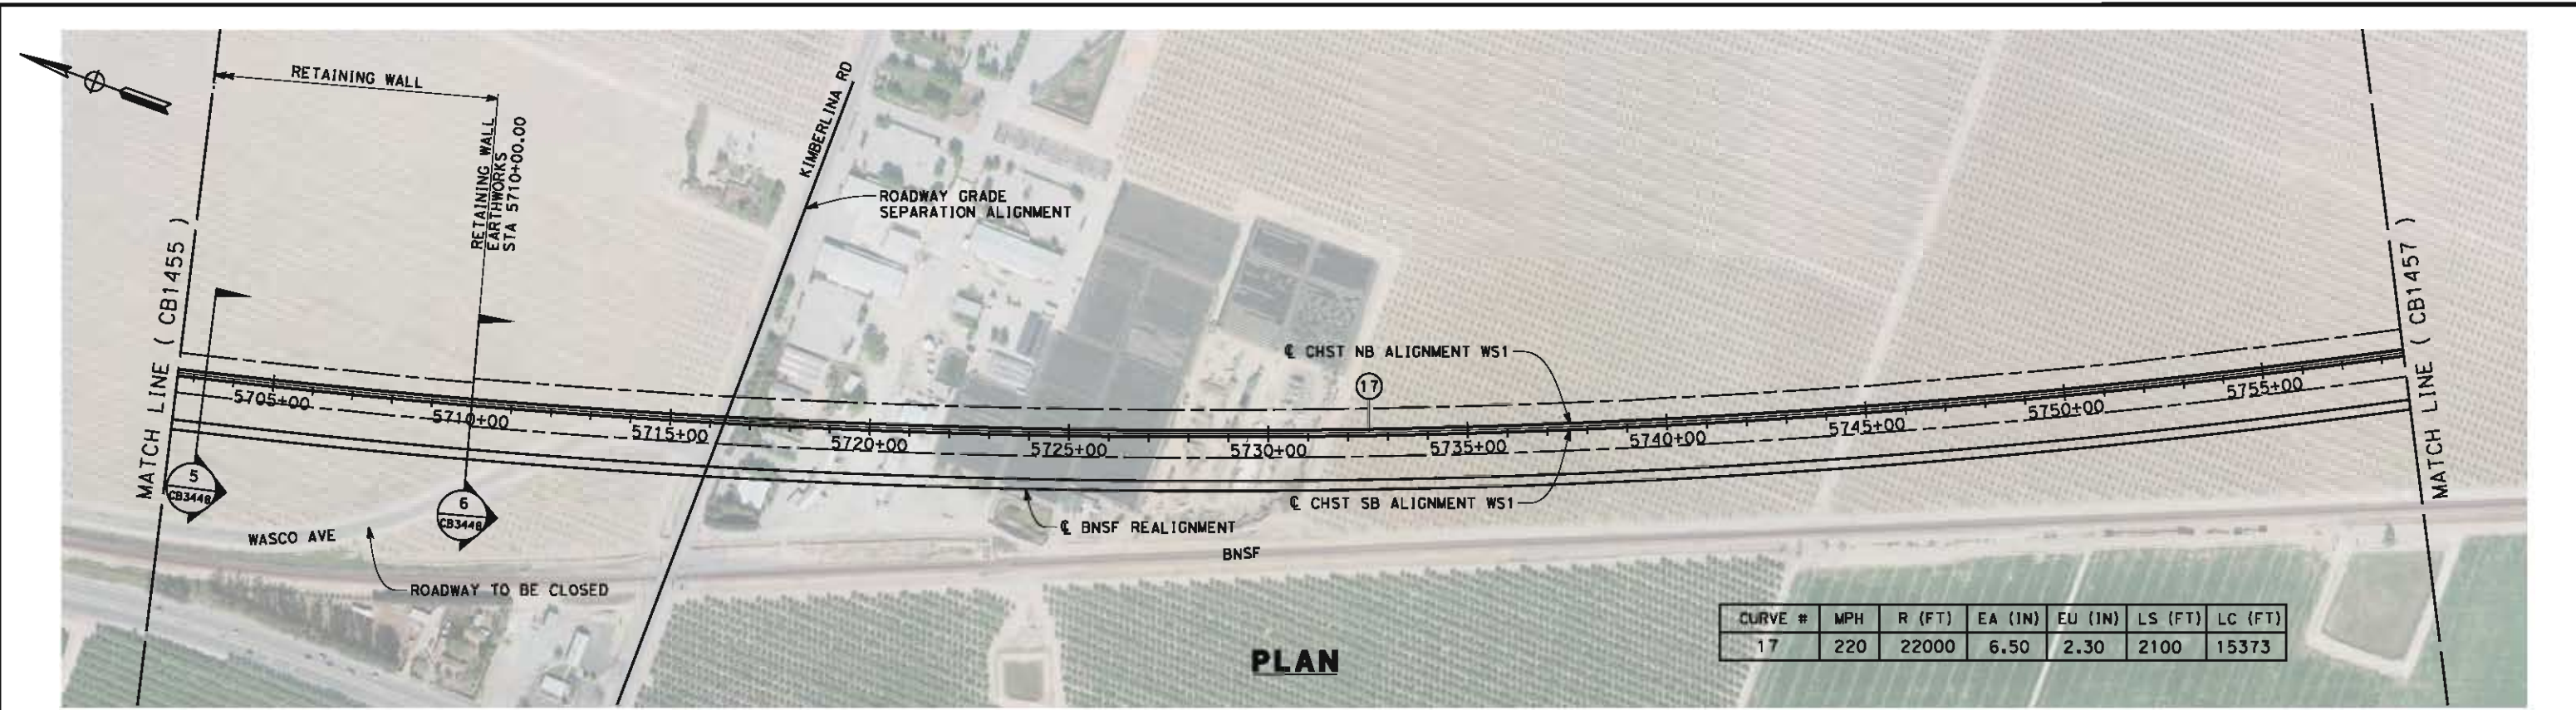 RETAINING WALL
RETAINING WALL
EARTHWORKS
STA 5710+00.00
KIMBERLINA RD
ROADWAY GRADE
SEPARATION ALIGNMENT
MATCH LINE ( CB1455 )
MATCH LINE ( CB1457 )
℄ CHST NB ALIGNMENT WS1
17
5705+00
5710+00
5715+00
5720+00
5725+00
5730+00
5735+00
5740+00
5745+00
5750+00
5755+00
5
CB3448
6
CB3448
℄ CHST SB ALIGNMENT WS1
℄ BNSF REALIGNMENT
WASCO AVE
BNSF
ROADWAY TO BE CLOSED
CURVE # MPH R (FT) EA (IN) EU (IN) LS (FT) LC (FT)
17 220 22000 6.50 2.30 2100 15373
PLAN